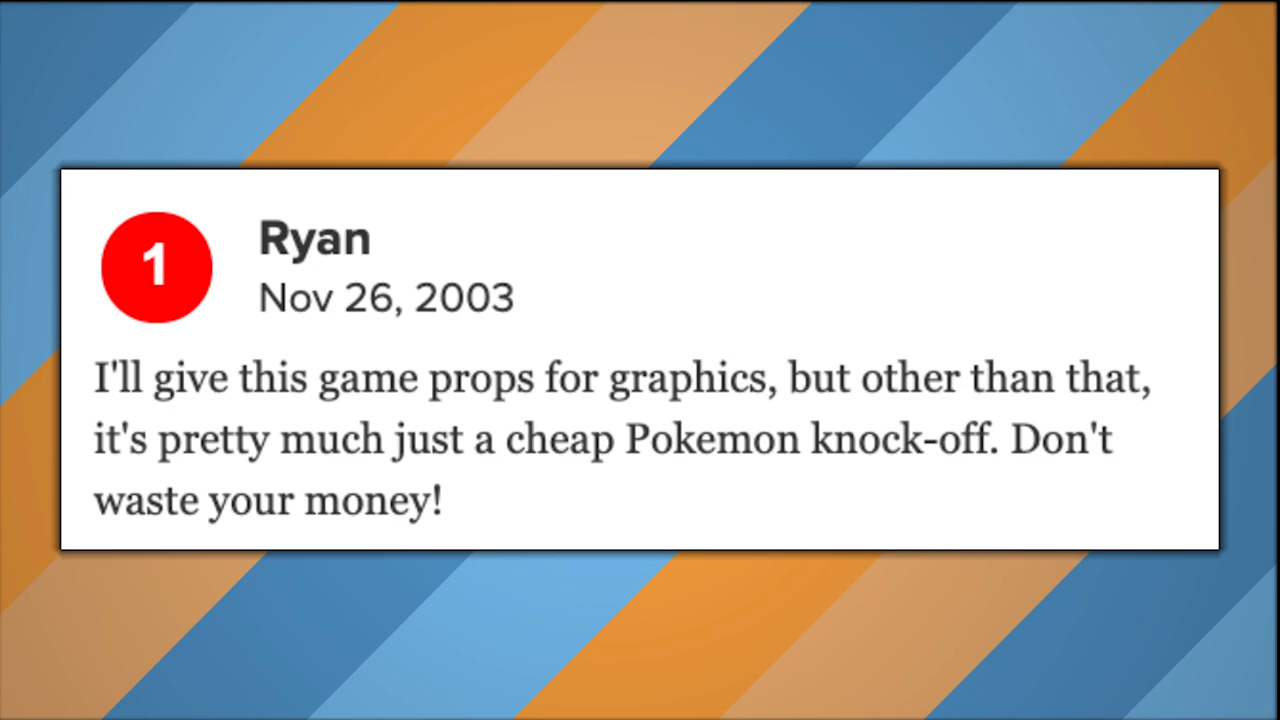 1
Ryan
Nov 26, 2003
I'll give this game props for graphics, but other than that,
it's pretty much just a cheap Pokemon knock-off. Don't
waste your money!